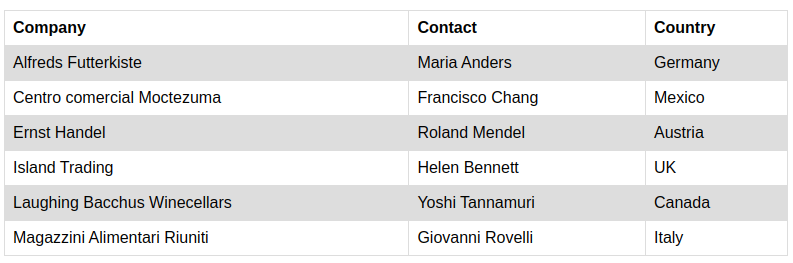 Company Contact Country
Alfreds Futterkiste Maria Anders Germany
Centro comercial Moctezuma Francisco Chang Mexico
Ernst Handel Roland Mendel Austria
Island Trading Helen Bennett UK
Laughing Bacchus Winecellars Yoshi Tannamuri Canada
Magazzini Alimentari Riuniti Giovanni Rovelli Italy